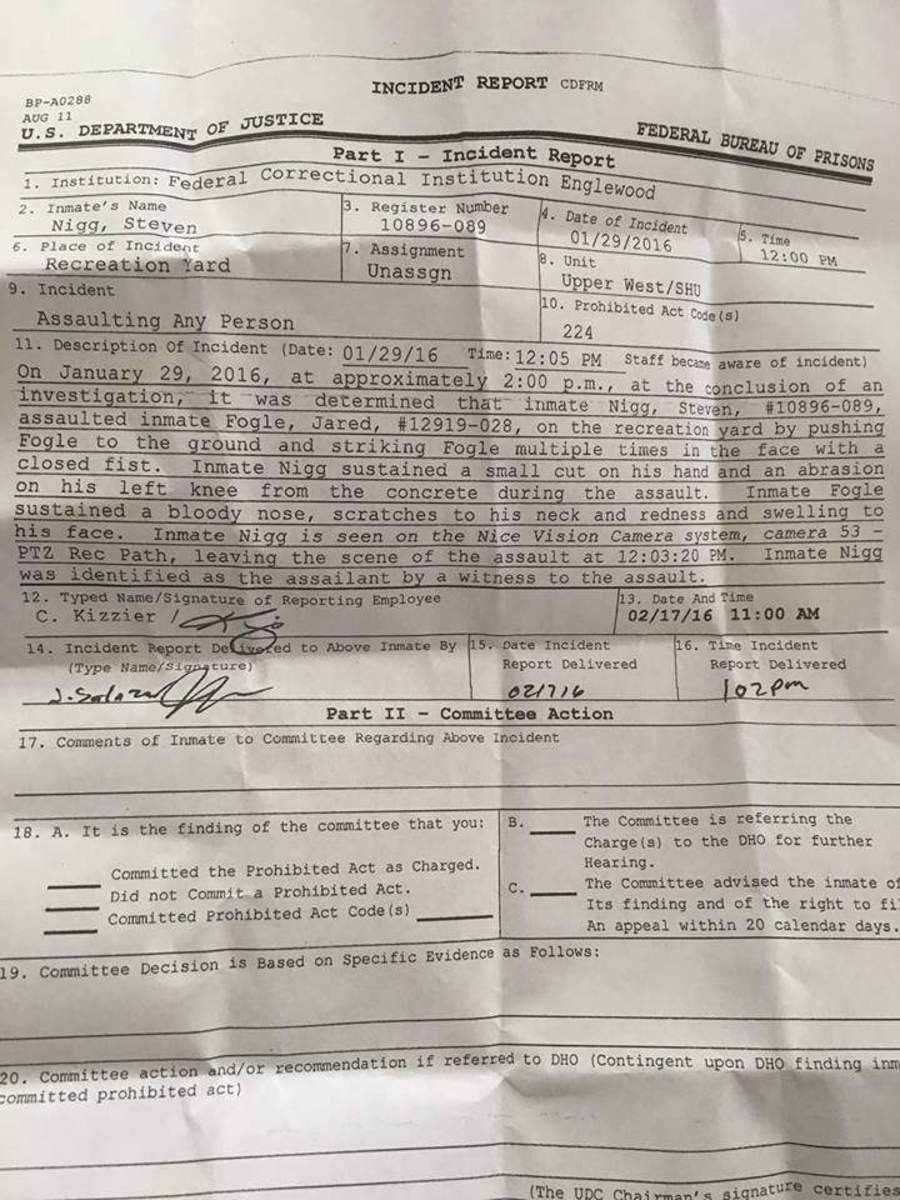 INCIDENT REPORT CDFRM
BP-A0288
AUG 11
U.S. DEPARTMENT OF JUSTICE
FEDERAL BUREAU OF PRISONS
Part I - Incident Report
1. Institution: Federal Correctional Institution Englewood
2. Inmate's Name
Nigg, Steven
3. Register Number
10896-089
4. Date of Incident
01/29/2016
5. Time
12:00 PM
6. Place of Incident
Recreation Yard
7. Assignment
Unassgn
8. Unit
Upper West/SHU
9. Incident
Assaulting Any Person
10. Prohibited Act Code(s)
224
11. Description Of Incident (Date: 01/29/16 Time: 12:05 PM Staff became aware of incident)
On January 29, 2016, at approximately 2:00 p.m., at the conclusion of an
investigation, it was determined that inmate Nigg, Steven, #10896-089,
assaulted inmate Fogle, Jared, #12919-028, on the recreation yard by pushing
Fogle to the ground and striking Fogle multiple times in the face with a
closed fist. Inmate Nigg sustained a small cut on his hand and an abrasion
on his left knee from the concrete during the assault. Inmate Fogle
sustained a bloody nose, scratches to his neck and redness and swelling to
his face. Inmate Nigg is seen on the Nice Vision Camera system, camera 53 -
PTZ Rec Path, leaving the scene of the assault at 12:03:20 PM. Inmate Nigg
was identified as the assailant by a witness to the assault.
12. Typed Name/Signature of Reporting Employee
C. Kizzier /
13. Date And Time
02/17/16 11:00 AM
14. Incident Report Delivered to Above Inmate By
(Type Name/Signature)
J. Salazar
15. Date Incident
Report Delivered
021716
16. Time Incident
Report Delivered
102 pm
Part II - Committee Action
17. Comments of Inmate to Committee Regarding Above Incident
18. A. It is the finding of the committee that you:
Committed the Prohibited Act as Charged.
Did not Commit a Prohibited Act.
Committed Prohibited Act Code(s)
B. The Committee is referring the
Charge(s) to the DHO for further
Hearing.
C. The Committee advised the inmate of
Its finding and of the right to fil
An appeal within 20 calendar days.
19. Committee Decision is Based on Specific Evidence as Follows:
20. Committee action and/or recommendation if referred to DHO (Contingent upon DHO finding inm
committed prohibited act)
(The UDC Chairman's signature certifies